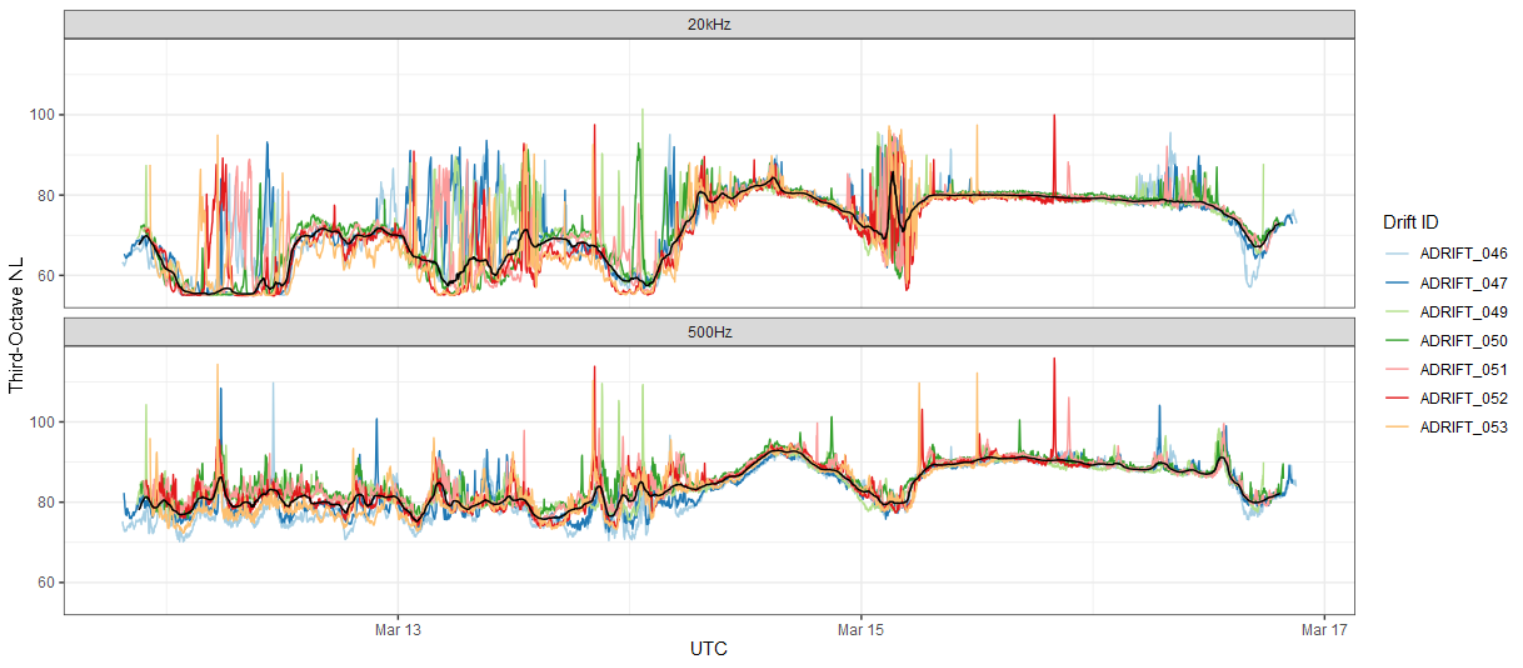 20kHz
100
80
60
500Hz
100
80
60
Third-Octave NL
Mar 13
Mar 15
Mar 17
UTC
Drift ID
ADRIFT_046
ADRIFT_047
ADRIFT_049
ADRIFT_050
ADRIFT_051
ADRIFT_052
ADRIFT_053